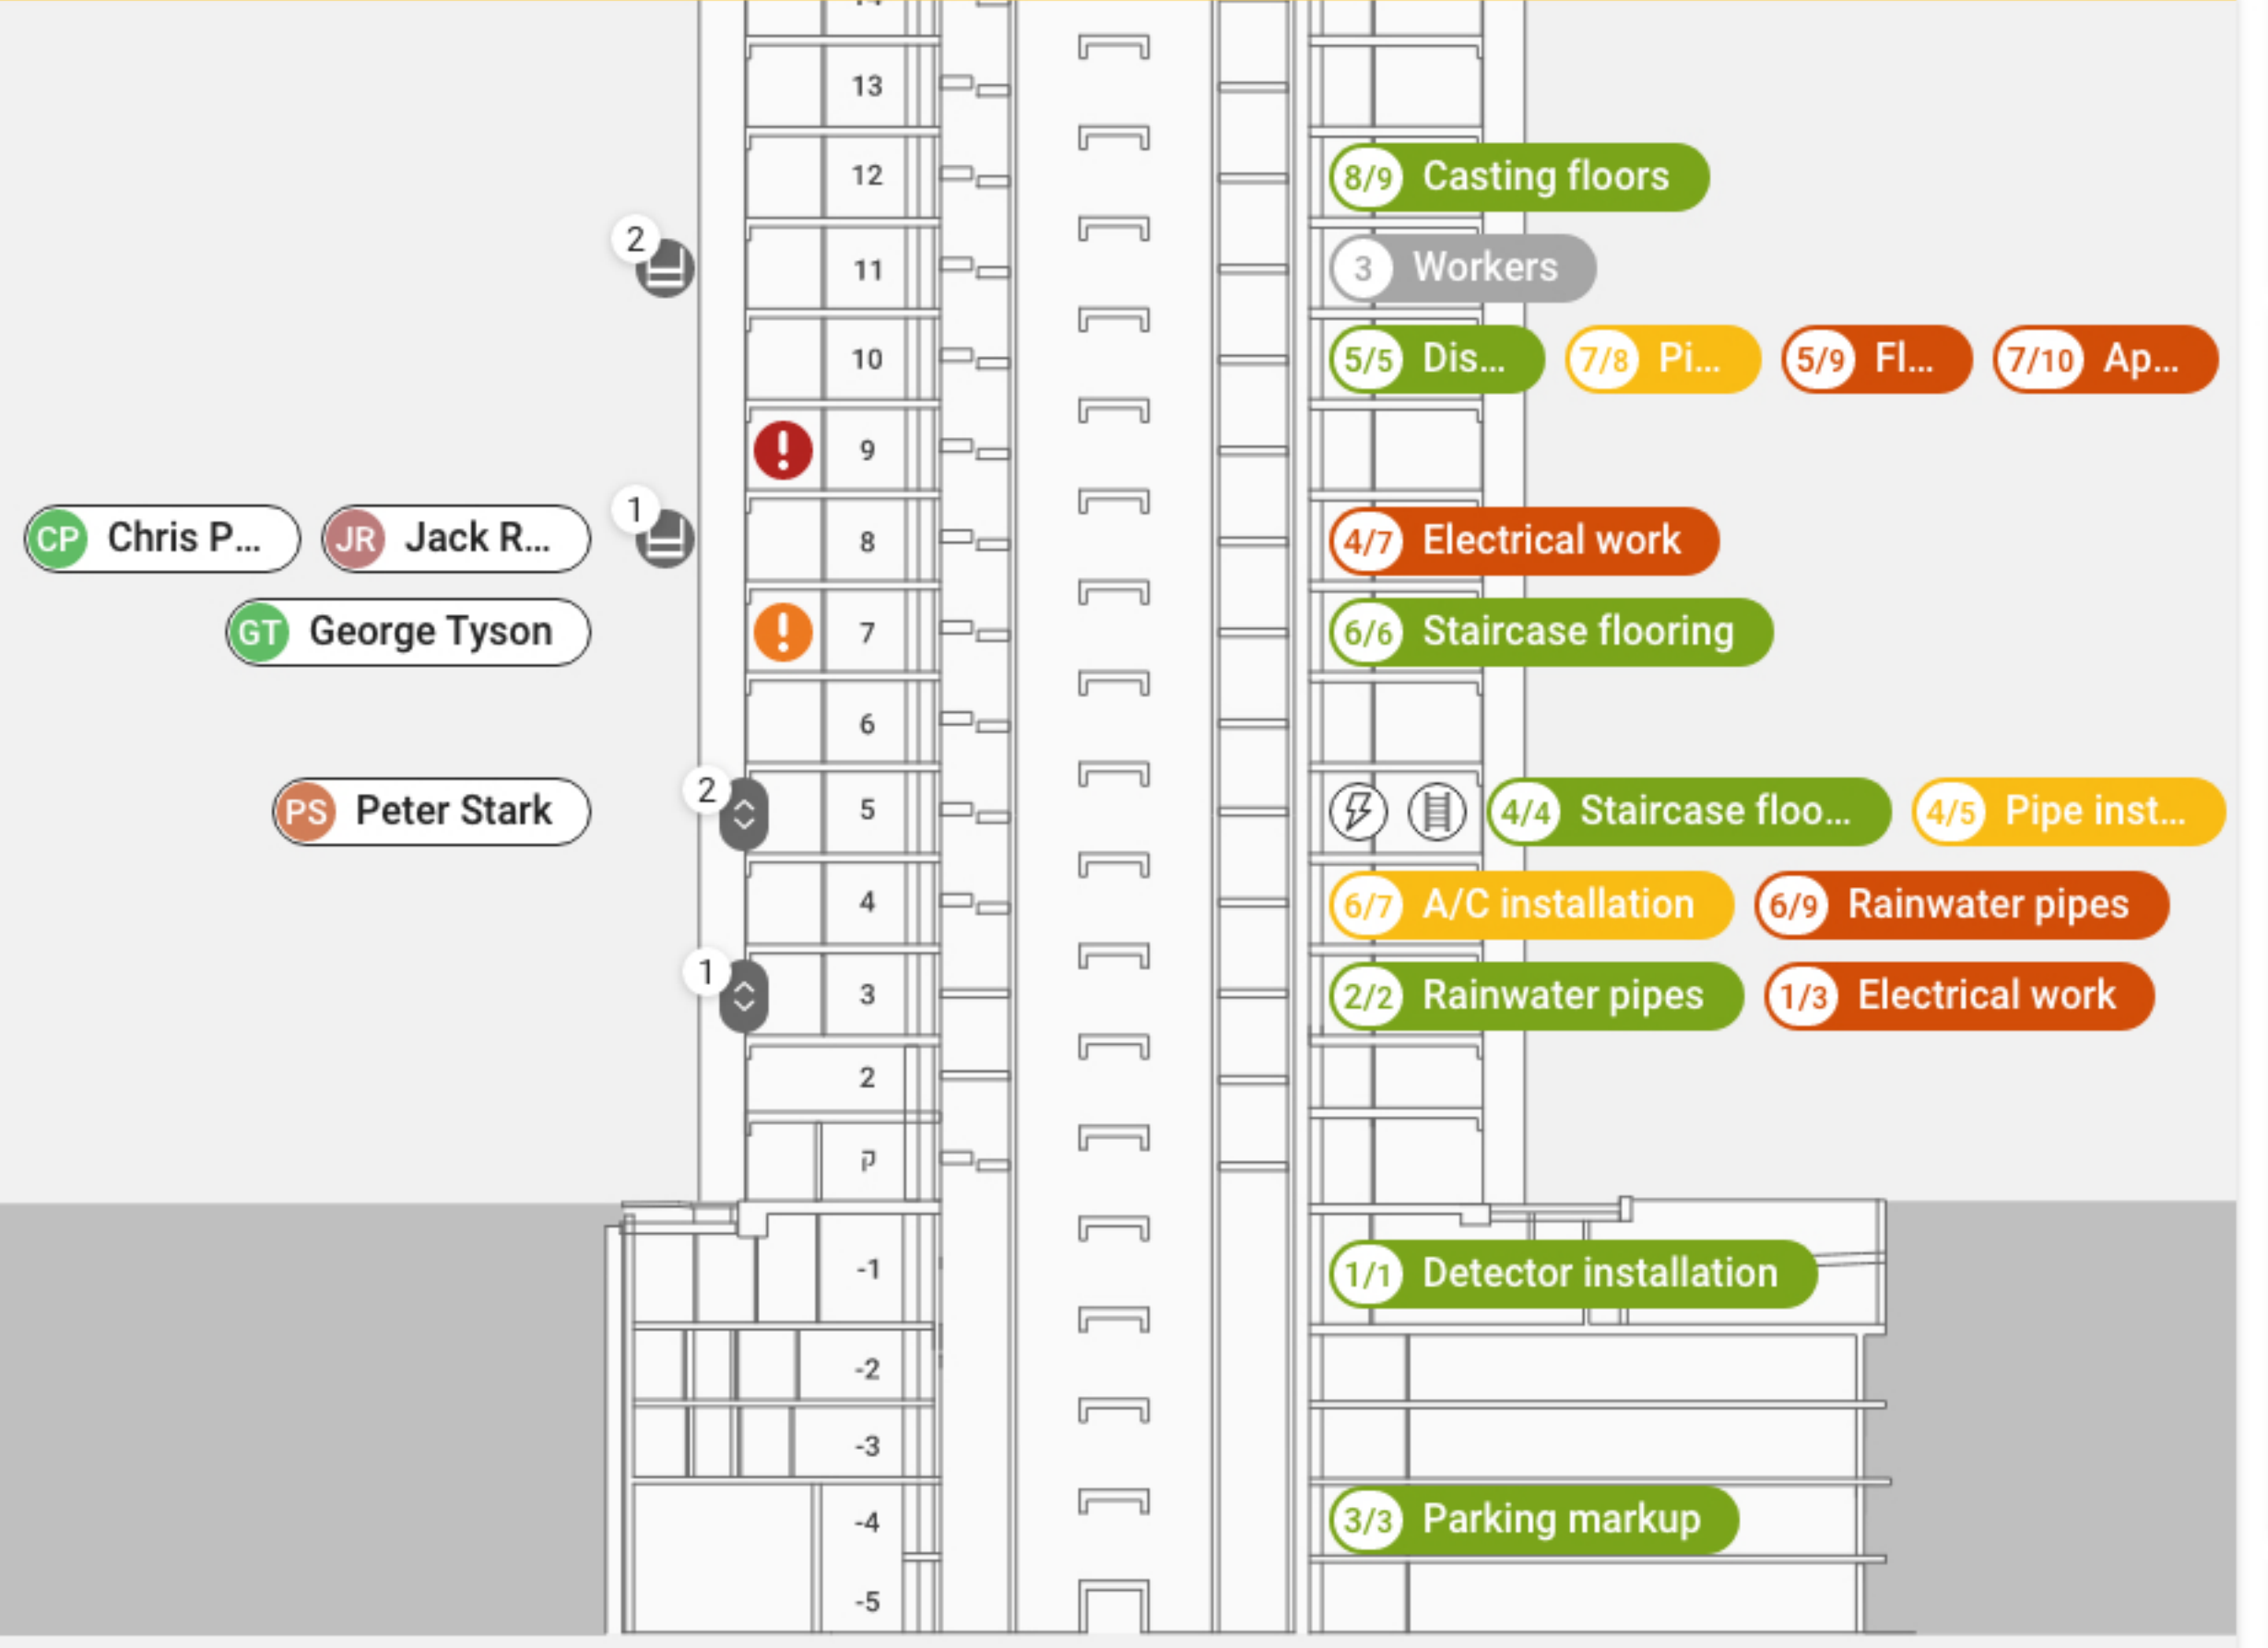 13
12 8/9 Casting floors
2 11 3 Workers
10 5/5 Dis... 7/8 Pi... 5/9 Fl... 7/10 Ap...
! 9
CP Chris P... JR Jack R... 1 8 4/7 Electrical work
GT George Tyson ! 7 6/6 Staircase flooring
6
PS Peter Stark 2 5 4/4 Staircase floo... 4/5 Pipe inst...
4 6/7 A/C installation 6/9 Rainwater pipes
1 3 2/2 Rainwater pipes 1/3 Electrical work
2
ק
-1 1/1 Detector installation
-2
-3
-4 3/3 Parking markup
-5